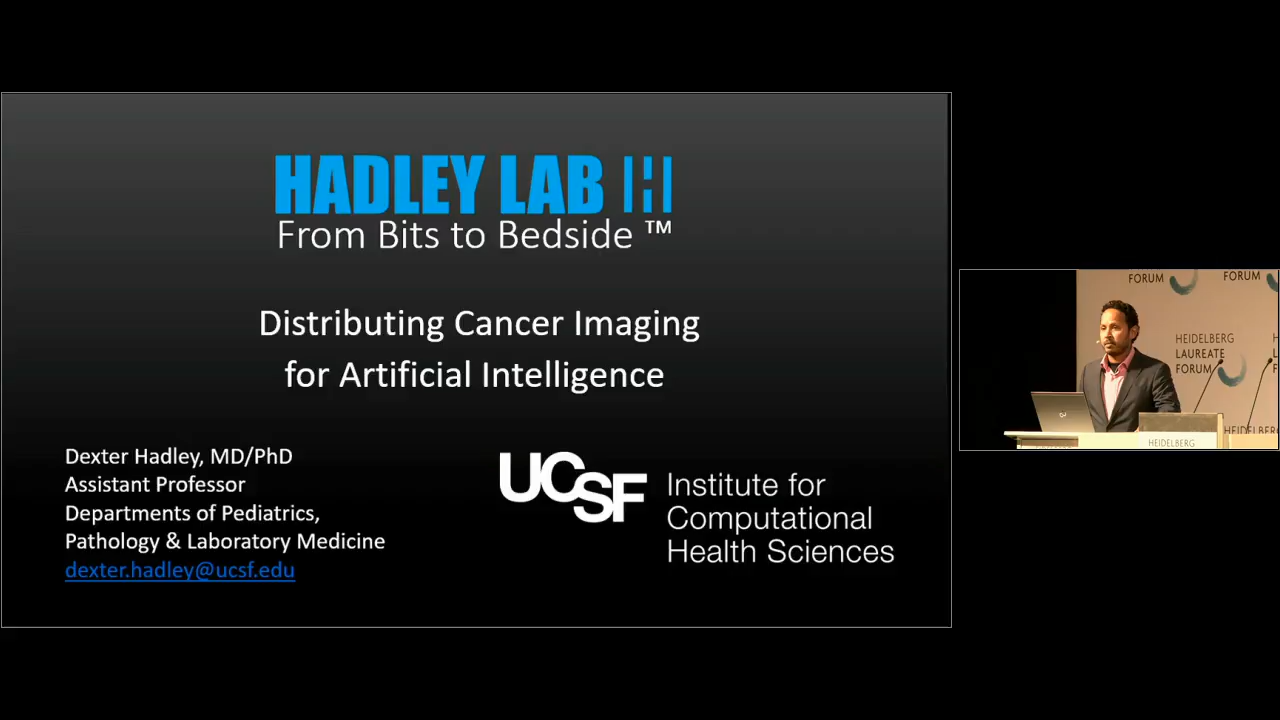 HADLEY LAB
From Bits to Bedside ™
Distributing Cancer Imaging
for Artificial Intelligence
Dexter Hadley, MD/PhD
Assistant Professor
Departments of Pediatrics,
Pathology & Laboratory Medicine
dexter.hadley@ucsf.edu
UCSF
Institute for
Computational
Health Sciences
FORUM
FORUM
HEIDELBERG
LAUREATE
FORUM
HEIDELBERG
HEIDELBERG